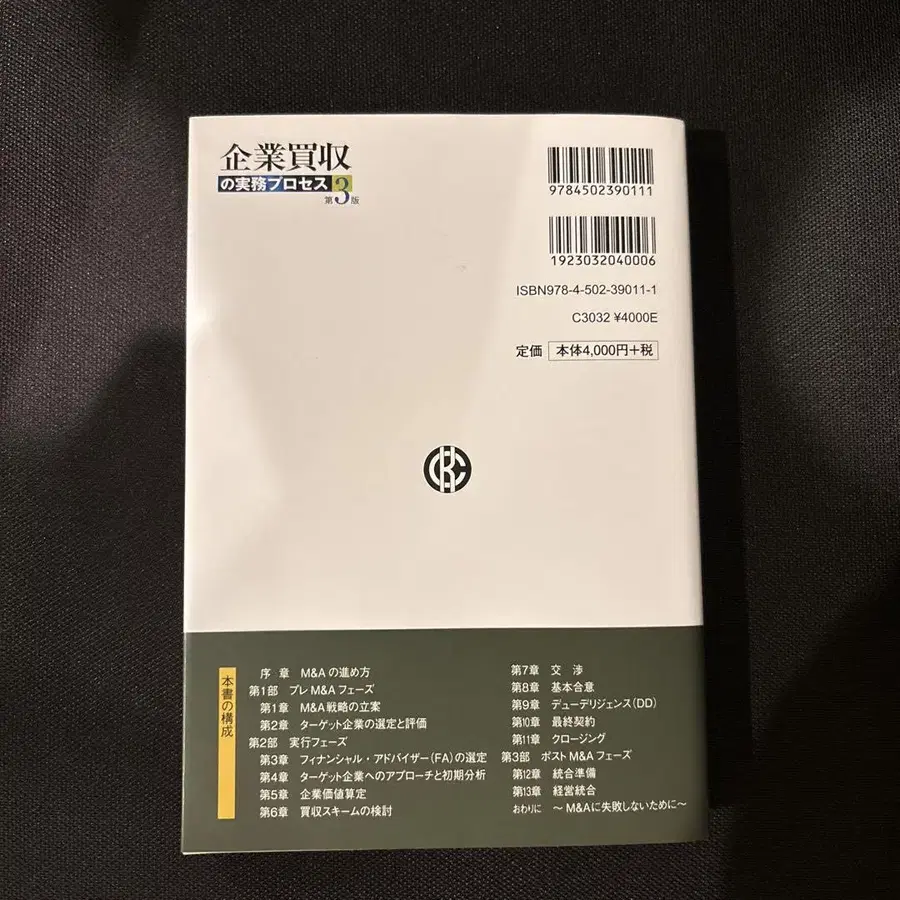 企業買収
の実務プロセス
第3版
9784502390111
1923032040006
ISBN978-4-502-39011-1
C3032 ¥4000E
定価 本体4,000円+税
本書の構成
序 章 M&Aの進め方
第1部 プレM&Aフェーズ
第1章 M&A戦略の立案
第2章 ターゲット企業の選定と評価
第2部 実行フェーズ
第3章 フィナンシャル・アドバイザー(FA)の選定
第4章 ターゲット企業へのアプローチと初期分析
第5章 企業価値算定
第6章 買収スキームの検討
第7章 交 渉
第8章 基本合意
第9章 デューデリジェンス(DD)
第10章 最終契約
第11章 クロージング
第3部 ポストM&Aフェーズ
第12章 統合準備
第13章 経営統合
おわりに 〜M&Aに失敗しないために〜